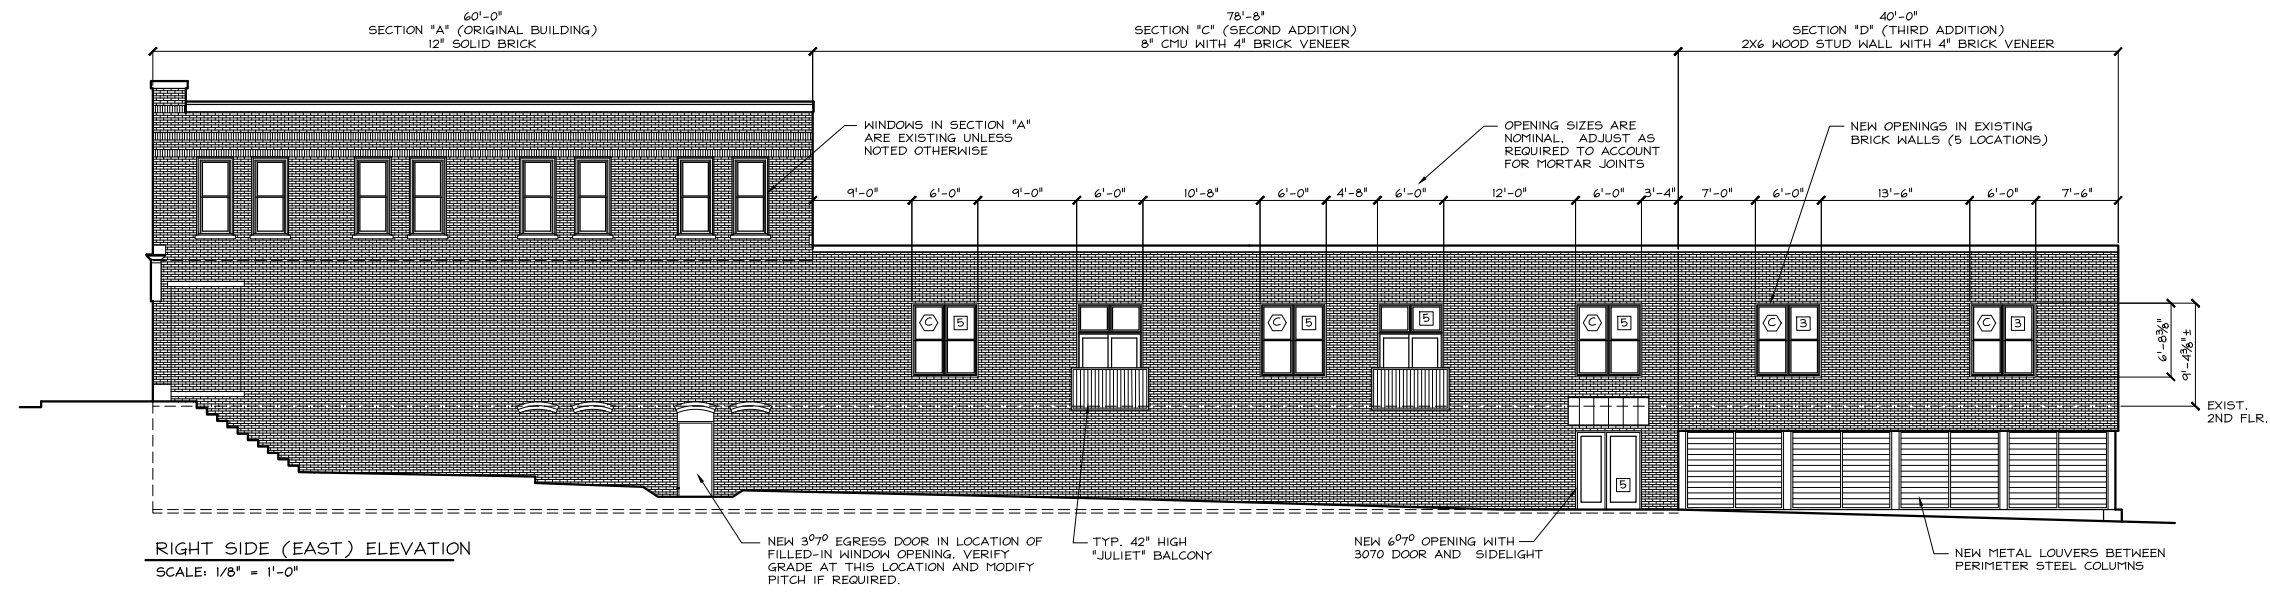 60'-0"
SECTION "A" (ORIGINAL BUILDING)
12" SOLID BRICK
78'-8"
SECTION "C" (SECOND ADDITION)
8" CMU WITH 4" BRICK VENEER
40'-0"
SECTION "D" (THIRD ADDITION)
2X6 WOOD STUD WALL WITH 4" BRICK VENEER
WINDOWS IN SECTION "A"
ARE EXISTING UNLESS
NOTED OTHERWISE
OPENING SIZES ARE
NOMINAL. ADJUST AS
REQUIRED TO ACCOUNT
FOR MORTAR JOINTS
NEW OPENINGS IN EXISTING
BRICK WALLS (5 LOCATIONS)
9'-0" 6'-0" 9'-0" 6'-0" 10'-8" 6'-0" 4'-8" 6'-0" 12'-0" 6'-0" 3'-4" 7'-0" 6'-0" 13'-6" 6'-0" 7'-6"
C 5 C 5 5 C 5 C 3 C 3
6'-8⅜"
9'-4⅜" ±
EXIST.
2ND FLR.
5
RIGHT SIDE (EAST) ELEVATION
SCALE: 1/8" = 1'-0"
NEW 3⁰7⁰ EGRESS DOOR IN LOCATION OF
FILLED-IN WINDOW OPENING. VERIFY
GRADE AT THIS LOCATION AND MODIFY
PITCH IF REQUIRED.
TYP. 42" HIGH
"JULIET" BALCONY
NEW 6⁰7⁰ OPENING WITH
3070 DOOR AND SIDELIGHT
NEW METAL LOUVERS BETWEEN
PERIMETER STEEL COLUMNS